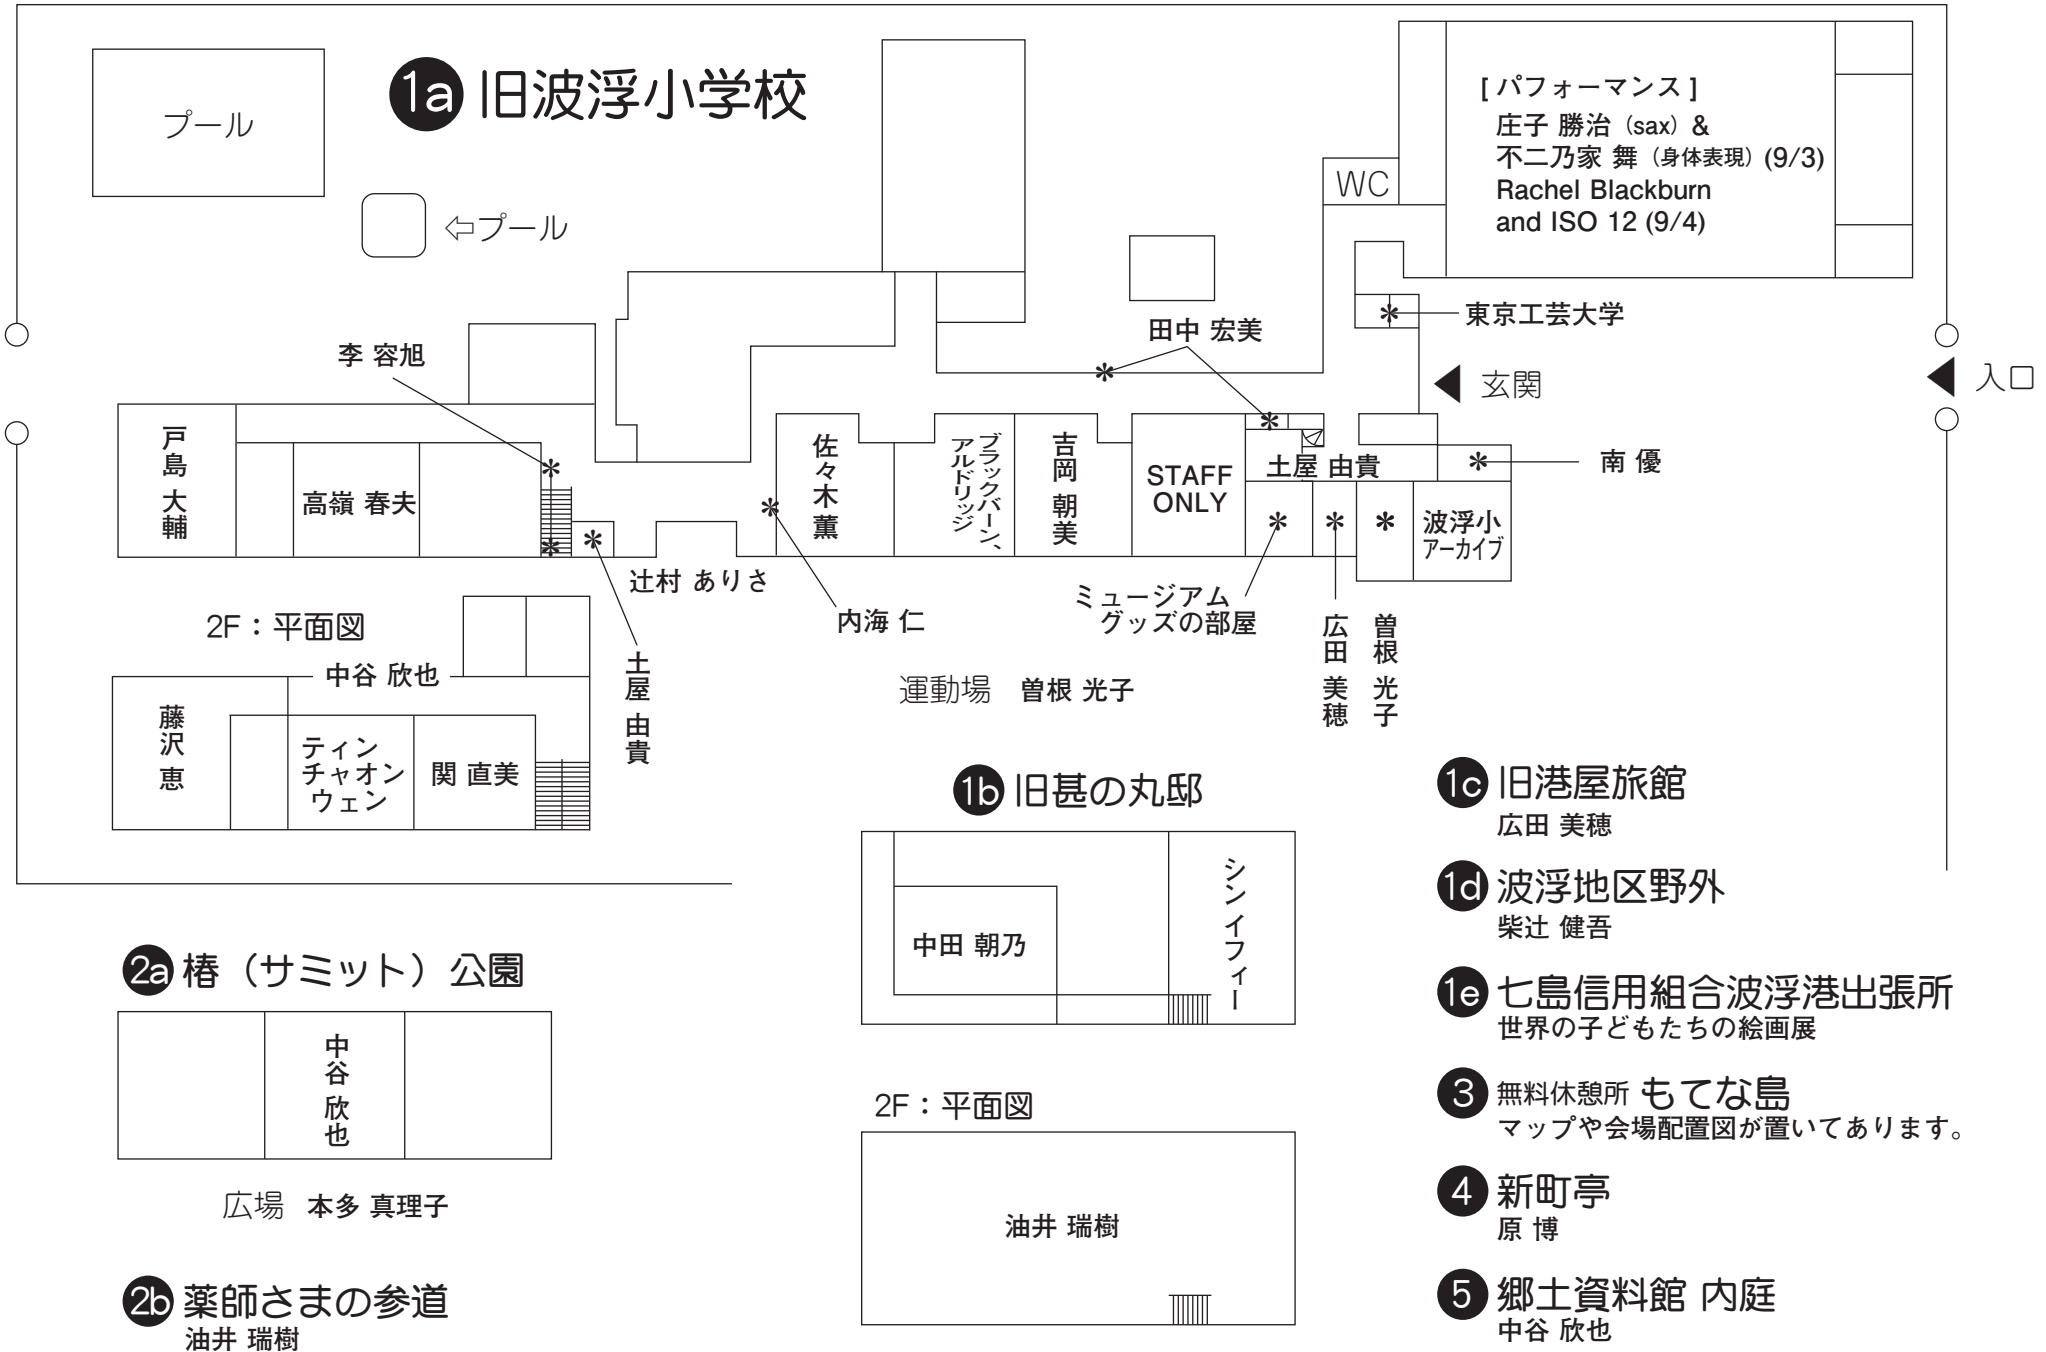 1a 旧波浮小学校
プール
⇦プール
[ パフォーマンス ]
庄子 勝治（sax）&
不二乃家 舞（身体表現）(9/3)
Rachel Blackburn
and ISO 12 (9/4)
WC
東京工芸大学
田中 宏美
李 容旭
玄関
入口
戸島 大輔
高嶺 春夫
佐々木 薫
ブラックバーン、
アルドリッジ
吉岡 朝美
STAFF
ONLY
土屋 由貴
南 優
波浮小
アーカイブ
辻村 ありさ
内海 仁
ミュージアム
グッズの部屋
広田 美穂
曽根 光子
土屋 由貴
運動場 曽根 光子
2F：平面図
中谷 欣也
藤沢 恵
ティン
チャオン
ウェン
関 直美
1b 旧甚の丸邸
中田 朝乃
シン イフィー
2F：平面図
油井 瑞樹
1c 旧港屋旅館
広田 美穂
1d 波浮地区野外
柴辻 健吾
1e 七島信用組合波浮港出張所
世界の子どもたちの絵画展
2a 椿（サミット）公園
中谷 欣也
広場 本多 真理子
2b 薬師さまの参道
油井 瑞樹
3 無料休憩所 もてな島
マップや会場配置図が置いてあります。
4 新町亭
原 博
5 郷土資料館 内庭
中谷 欣也